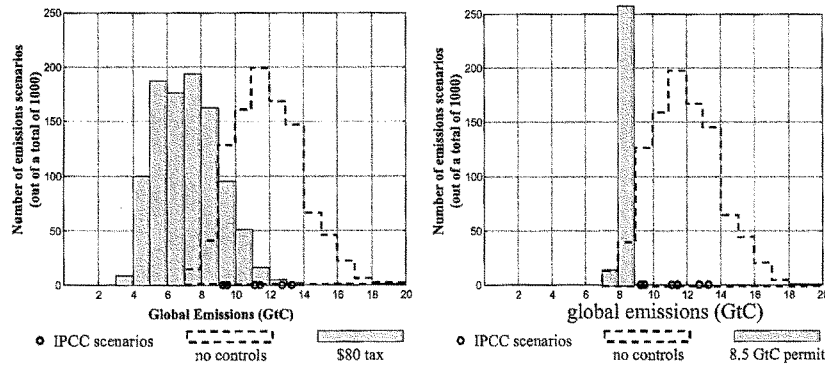 Number of emissions scenarios
(out of a total of 1000)
250
200
150
100
50
0
2 4 6 8 10 12 14 16 18 20
Global Emissions (GtC)
IPCC scenarios
no controls
$80 tax
Number of emissions scenarios
(out of a total of 1000)
250
200
150
100
50
0
2 4 6 8 10 12 14 16 18 20
global emissions (GtC)
IPCC scenarios
no controls
8.5 GtC permit